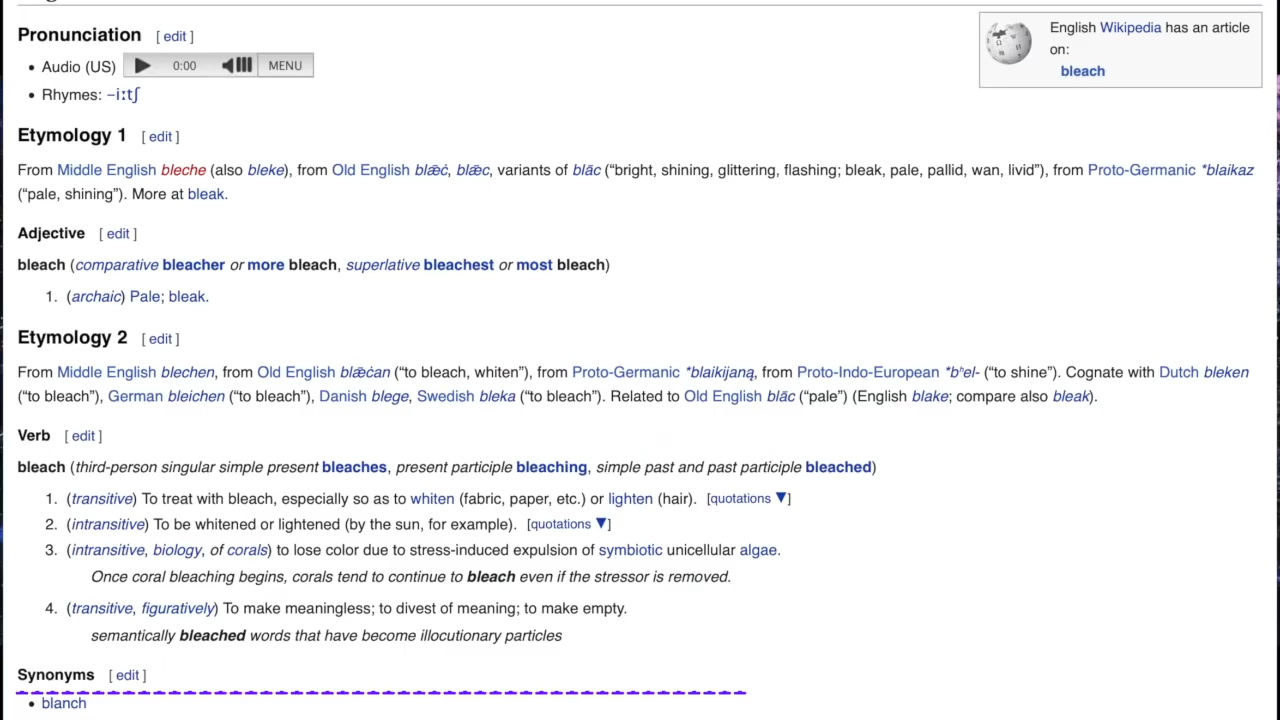 Pronunciation [ edit ]
English Wikipedia has an article
on:
bleach
• Audio (US) 0:00 MENU
• Rhymes: -iːtʃ
Etymology 1 [ edit ]
From Middle English bleche (also bleke), from Old English blǣċ, blǣc, variants of blāc (“bright, shining, glittering, flashing; bleak, pale, pallid, wan, livid”), from Proto-Germanic *blaikaz
(“pale, shining”). More at bleak.
Adjective [ edit ]
bleach (comparative bleacher or more bleach, superlative bleachest or most bleach)
1. (archaic) Pale; bleak.
Etymology 2 [ edit ]
From Middle English blechen, from Old English blǣċan (“to bleach, whiten”), from Proto-Germanic *blaikijaną, from Proto-Indo-European *bʰel- (“to shine”). Cognate with Dutch bleken
(“to bleach”), German bleichen (“to bleach”), Danish blege, Swedish bleka (“to bleach”). Related to Old English blāc (“pale”) (English blake; compare also bleak).
Verb [ edit ]
bleach (third-person singular simple present bleaches, present participle bleaching, simple past and past participle bleached)
1. (transitive) To treat with bleach, especially so as to whiten (fabric, paper, etc.) or lighten (hair). [quotations ▼]
2. (intransitive) To be whitened or lightened (by the sun, for example). [quotations ▼]
3. (intransitive, biology, of corals) to lose color due to stress-induced expulsion of symbiotic unicellular algae.
Once coral bleaching begins, corals tend to continue to bleach even if the stressor is removed.
4. (transitive, figuratively) To make meaningless; to divest of meaning; to make empty.
semantically bleached words that have become illocutionary particles
Synonyms [ edit ]
• blanch